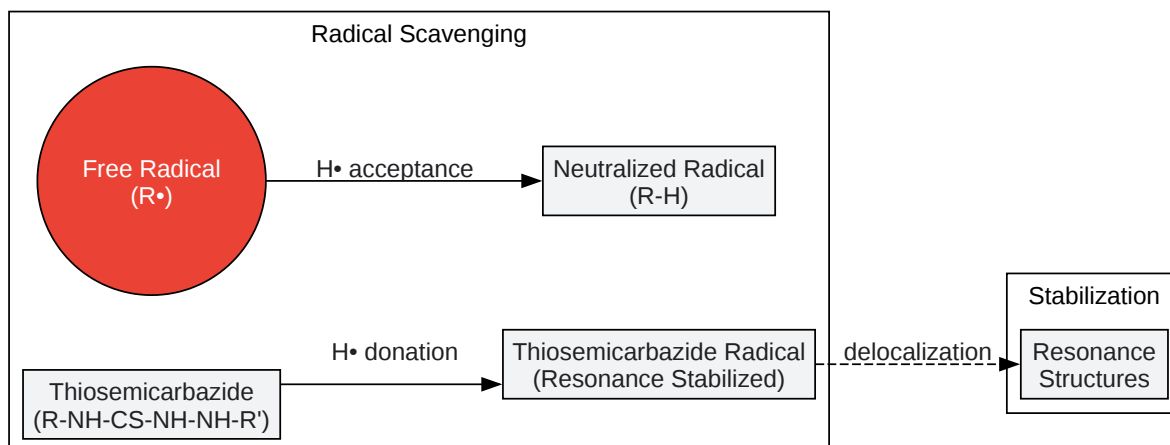 Radical Scavenging
Free Radical
(R•)
H• acceptance
Neutralized Radical
(R-H)
Thiosemicarbazide
(R-NH-CS-NH-NH-R')
H• donation
Thiosemicarbazide Radical
(Resonance Stabilized)
delocalization
Stabilization
Resonance
Structures